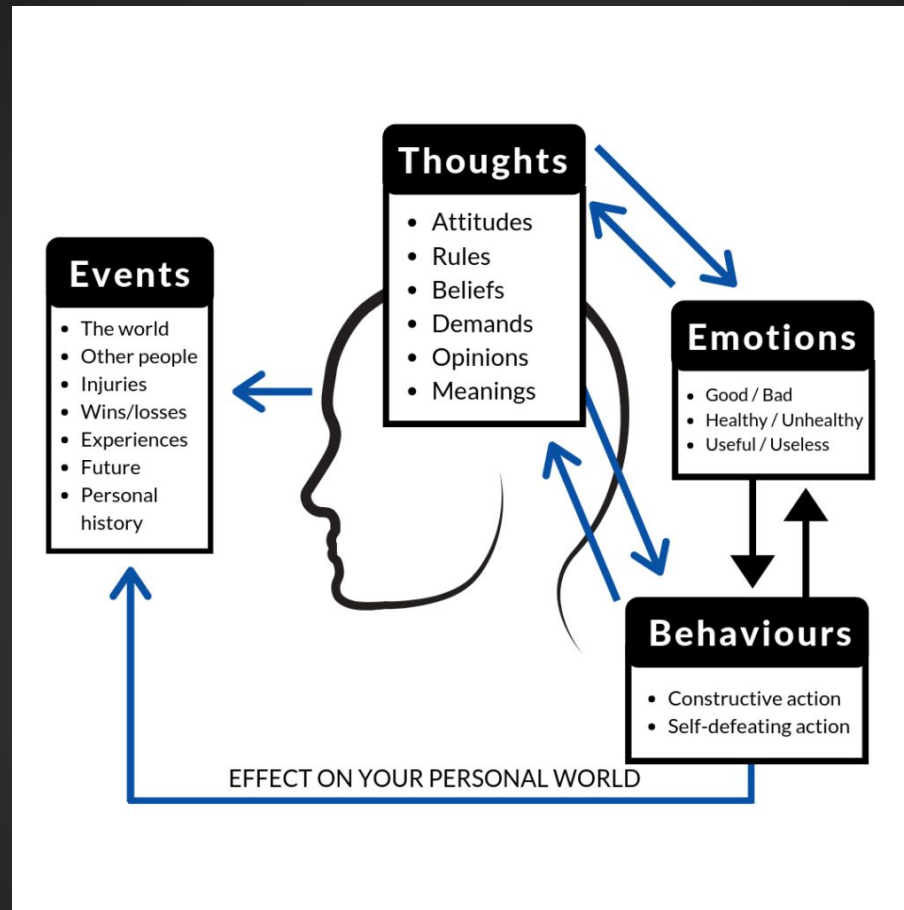 Thoughts
• Attitudes
• Rules
• Beliefs
• Demands
• Opinions
• Meanings
Events
• The world
• Other people
• Injuries
• Wins/losses
• Experiences
• Future
• Personal
history
Emotions
• Good / Bad
• Healthy / Unhealthy
• Useful / Useless
Behaviours
• Constructive action
• Self-defeating action
EFFECT ON YOUR PERSONAL WORLD